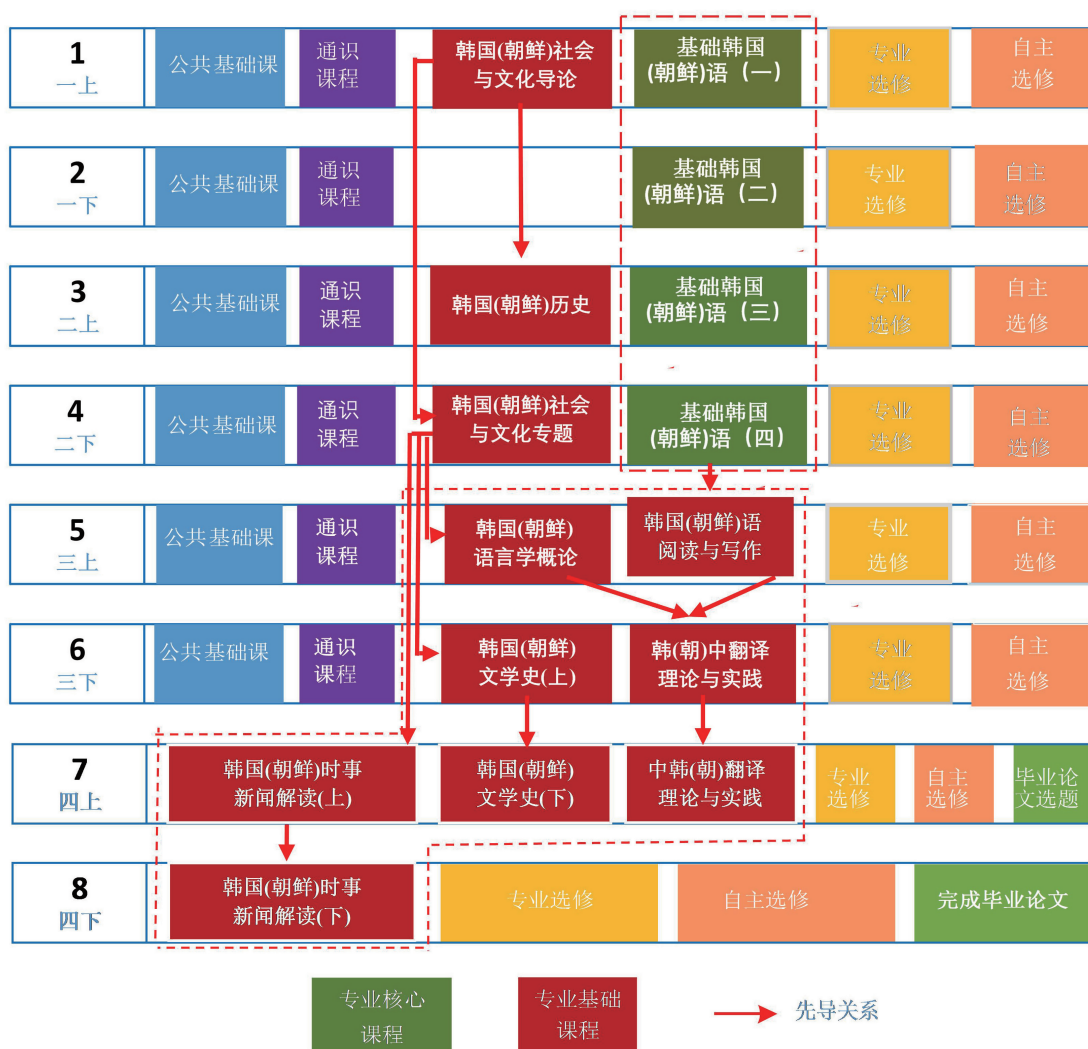 1
一上
公共基础课
通识
课程
韩国(朝鲜)社会
与文化导论
基础韩国
(朝鲜)语（一）
专业
选修
自主
选修
2
一下
公共基础课
通识
课程
基础韩国
(朝鲜)语（二）
专业
选修
自主
选修
3
二上
公共基础课
通识
课程
韩国(朝鲜)历史
基础韩国
(朝鲜)语（三）
专业
选修
自主
选修
4
二下
公共基础课
通识
课程
韩国(朝鲜)社会
与文化专题
基础韩国
(朝鲜)语（四）
专业
选修
自主
选修
5
三上
公共基础课
通识
课程
韩国(朝鲜)
语言学概论
韩国(朝鲜)语
阅读与写作
专业
选修
自主
选修
6
三下
公共基础课
通识
课程
韩国(朝鲜)
文学史(上)
韩(朝)中翻译
理论与实践
专业
选修
自主
选修
7
四上
韩国(朝鲜)时事
新闻解读(上)
韩国(朝鲜)
文学史(下)
中韩(朝)翻译
理论与实践
专业
选修
自主
选修
毕业论
文选题
8
四下
韩国(朝鲜)时事
新闻解读(下)
专业选修
自主选修
完成毕业论文
专业核心
课程
专业基础
课程
先导关系